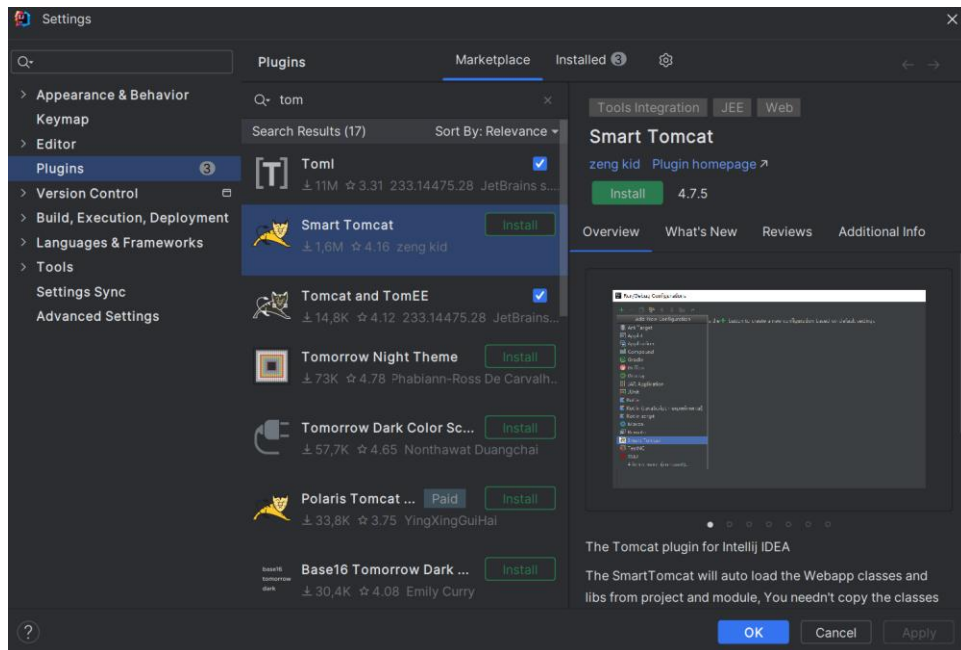 Settings
Plugins
Marketplace
Installed 3
Appearance & Behavior
Keymap
Editor
Plugins 3
Version Control
Build, Execution, Deployment
Languages & Frameworks
Tools
Settings Sync
Advanced Settings
tom
Search Results (17) Sort By: Relevance
[T]
Toml
11M 3.31 233.14475.28 JetBrains s...
Smart Tomcat Install
1,6M 4.16 zeng kid
Tomcat and TomEE
14,8K 4.12 233.14475.28 JetBrains...
Tomorrow Night Theme Install
73K 4.78 Phabiann-Ross De Carvalh...
Tomorrow Dark Color Sc... Install
57,7K 4.65 Nonthawat Duangchai
Polaris Tomcat ... Paid Install
33,8K 3.75 YingXingGuiHai
base16
tomorrow
dark
Base16 Tomorrow Dark ... Install
30,4K 4.08 Emily Curry
Tools Integration JEE Web
Smart Tomcat
zeng kid Plugin homepage
Install 4.7.5
Overview What's New Reviews Additional Info
Run/Debug Configurations
Add New Configuration
The Tomcat plugin for Intellij IDEA
The SmartTomcat will auto load the Webapp classes and
libs from project and module, You needn't copy the classes
?
OK Cancel Apply